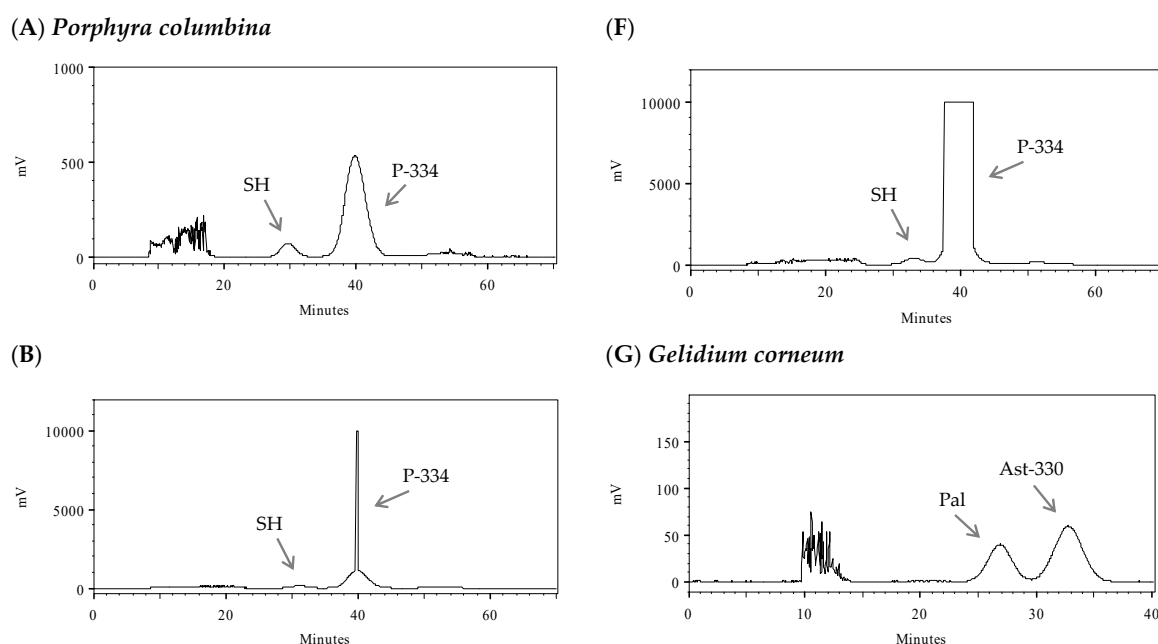 (A) Porphyra columbina
1000
500
0
mV
SH
P-334
0 20 40 60
Minutes
(B)
10000
5000
0
mV
SH
P-334
0 20 40 60
Minutes
(F)
10000
5000
0
mV
SH
P-334
0 20 40 60
Minutes
(G) Gelidium corneum
150
100
50
0
mV
Pal
Ast-330
0 10 20 30 40
Minutes